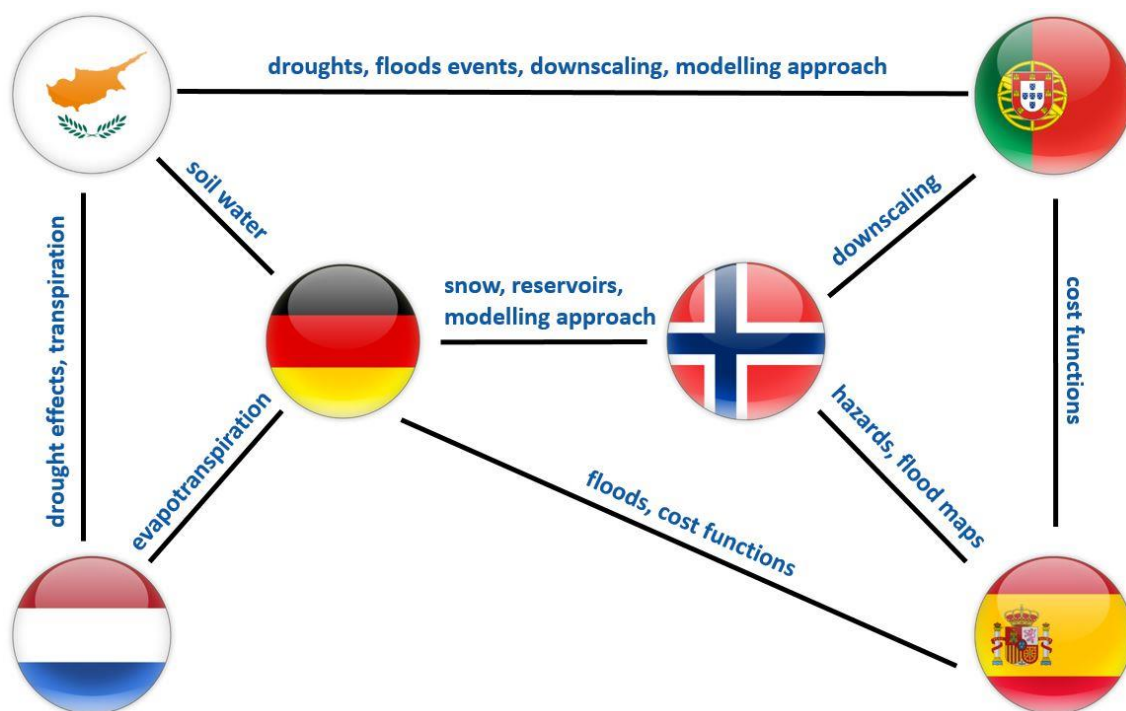 droughts, floods events, downscaling, modelling approach
soil water
downscaling
drought effects, transpiration
snow, reservoirs,
modelling approach
cost functions
evapotranspiration
hazards, flood maps
floods, cost functions